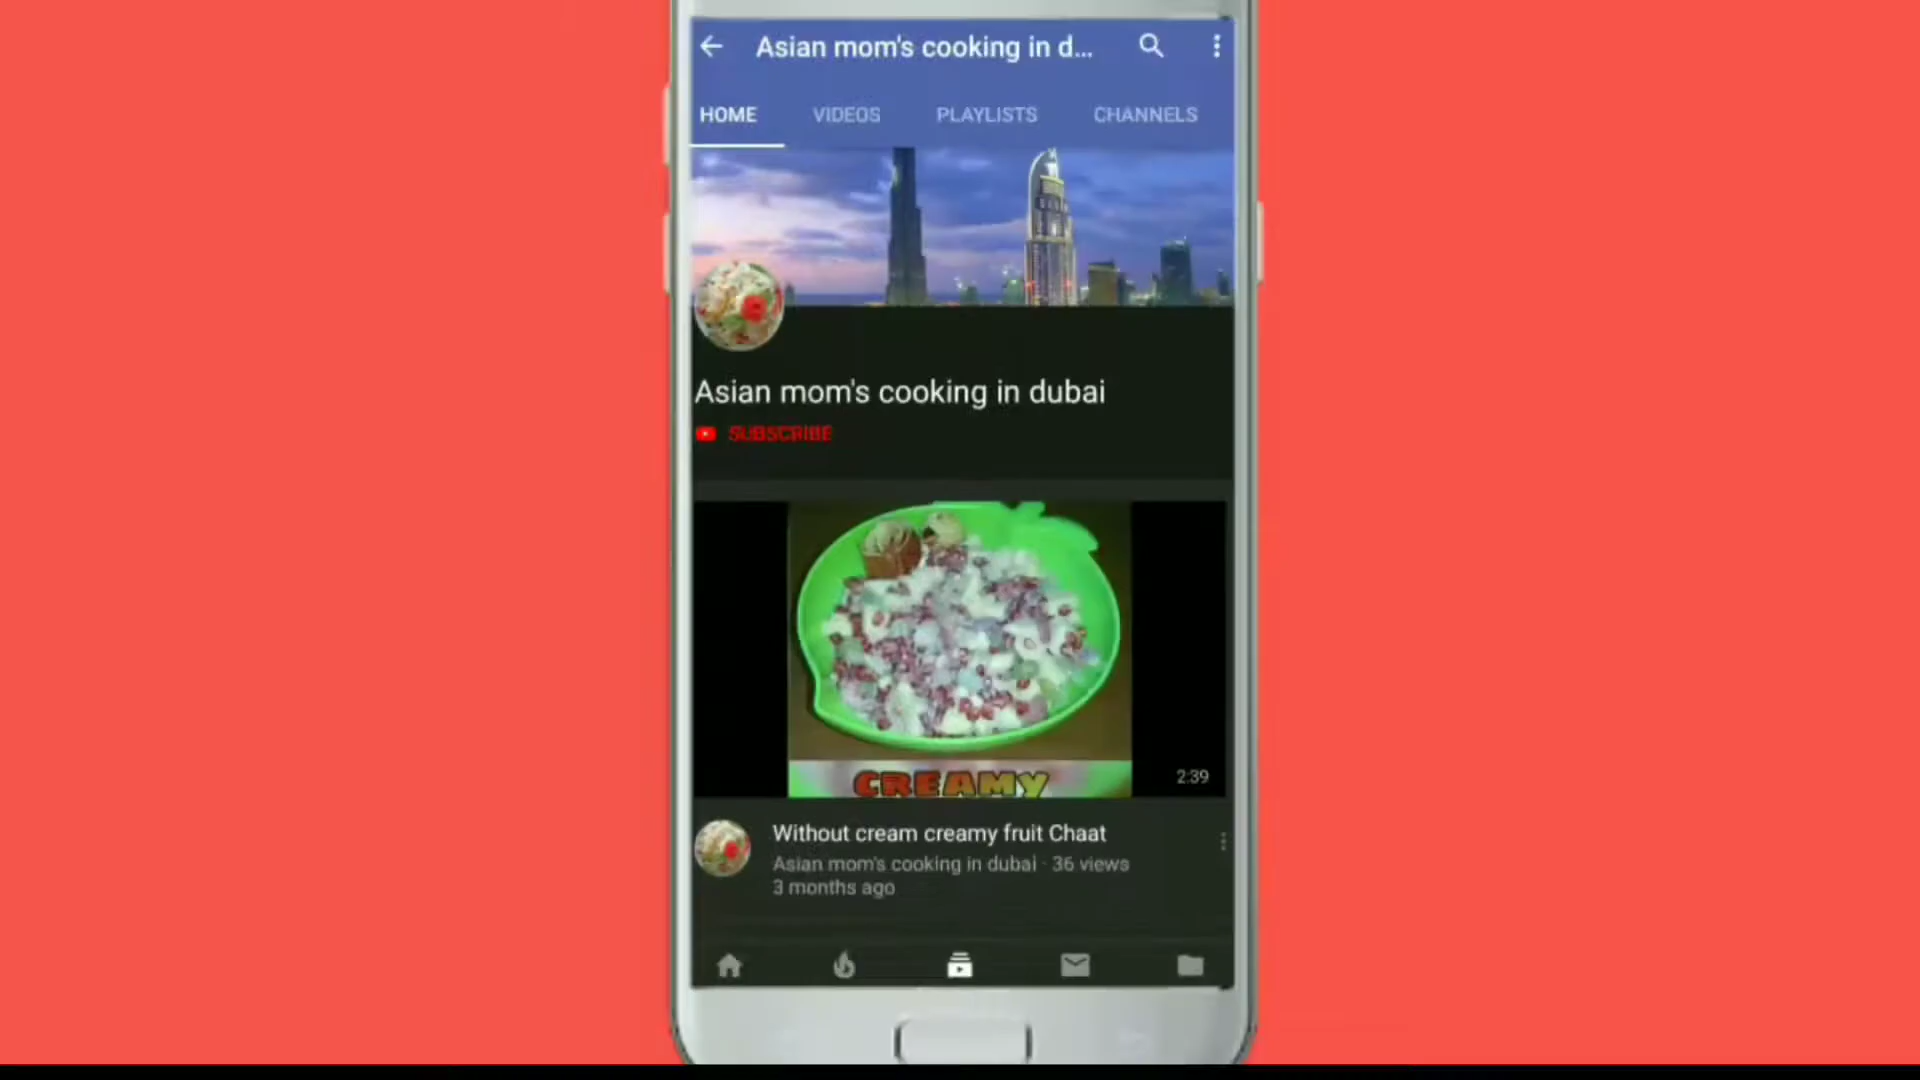 Asian mom's cooking in d...
HOME VIDEOS PLAYLISTS CHANNELS
Asian mom's cooking in dubai
SUBSCRIBE
CREAMY
2:39
Without cream creamy fruit Chaat
Asian mom's cooking in dubai · 36 views
3 months ago